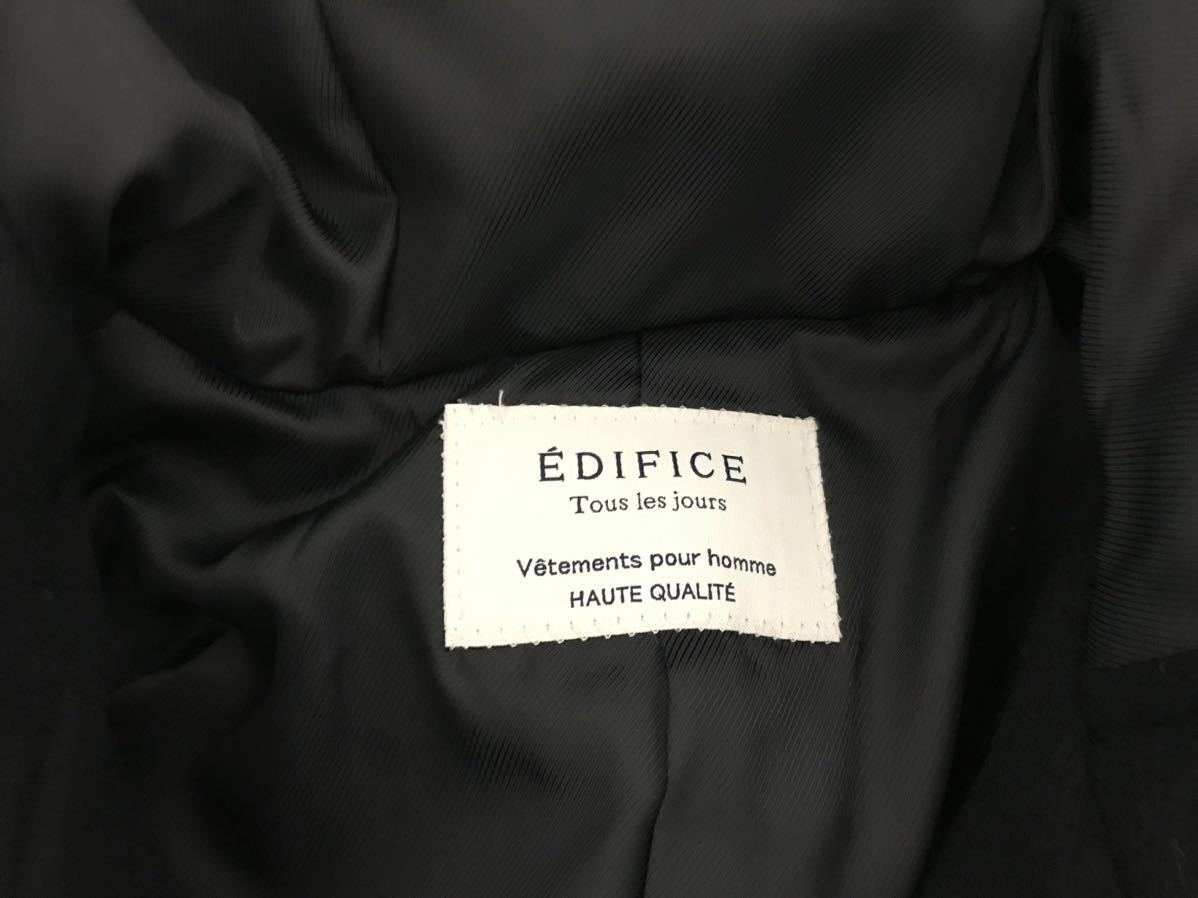 ÉDIFICE
Tous les jours
Vêtements pour homme
HAUTE QUALITÉ